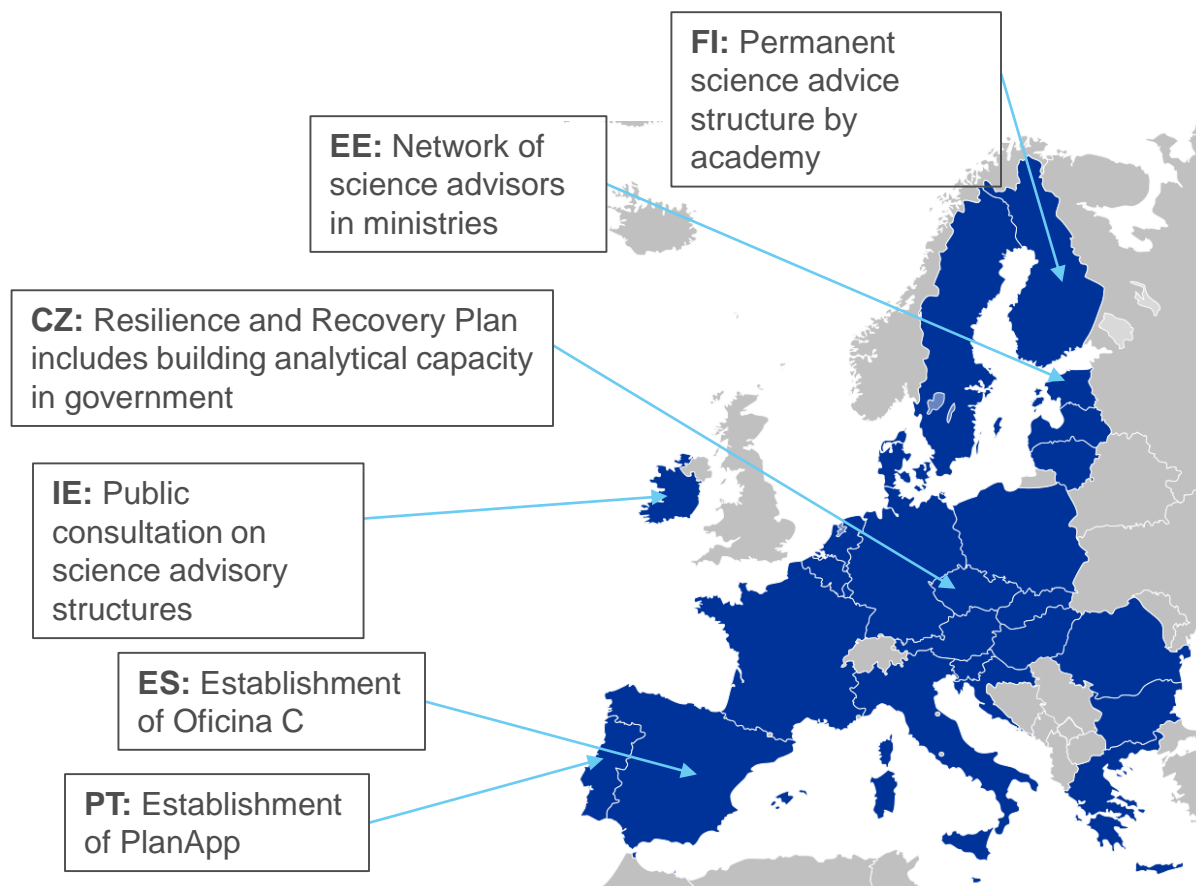 FI: Permanent
science advice
structure by
academy
EE: Network of
science advisors
in ministries
CZ: Resilience and Recovery Plan
includes building analytical capacity
in government
IE: Public
consultation on
science advisory
structures
ES: Establishment
of Oficina C
PT: Establishment
of PlanApp